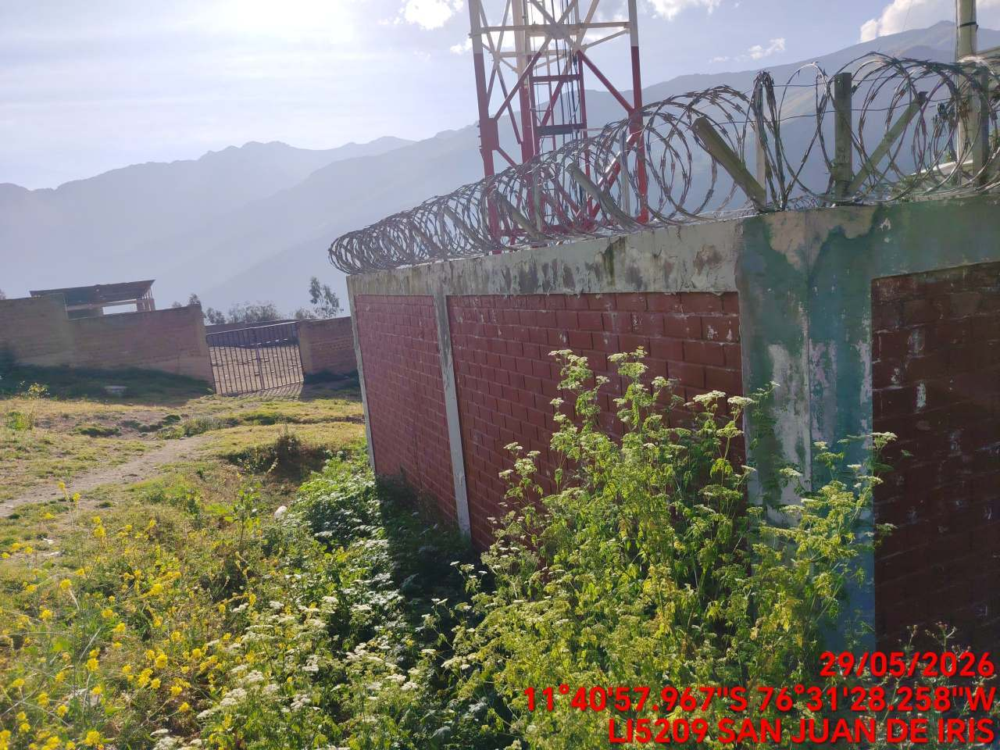 29/05/2026
11°40'57.967"S 76°31'28.258"W
LI5209 SAN JUAN DE IRIS